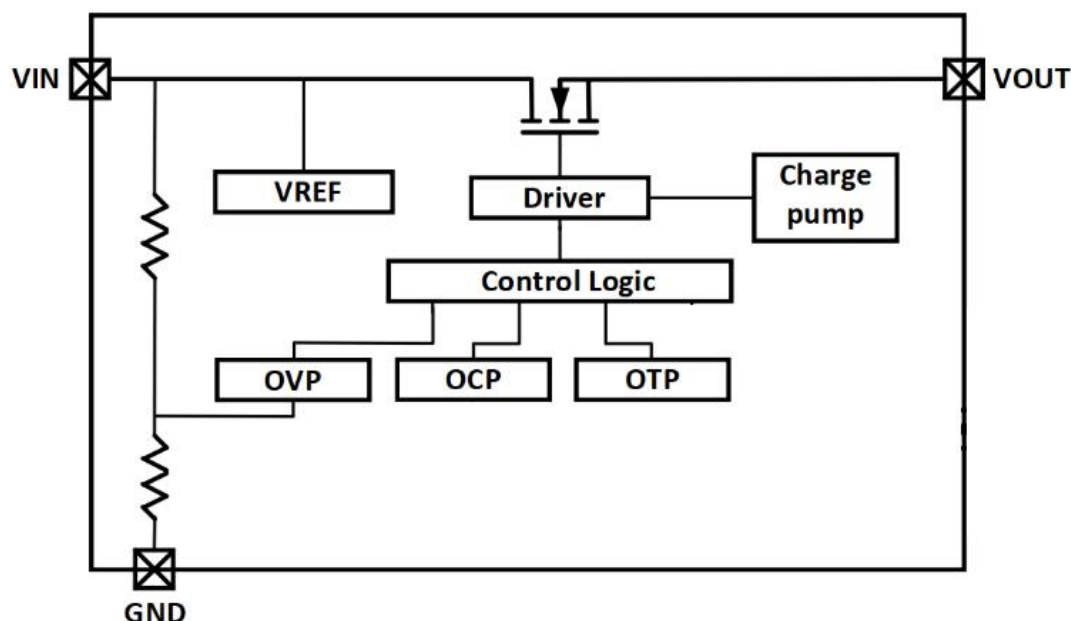 VIN
VOUT
VREF
Driver
Charge
pump
Control Logic
OVP
OCP
OTP
GND